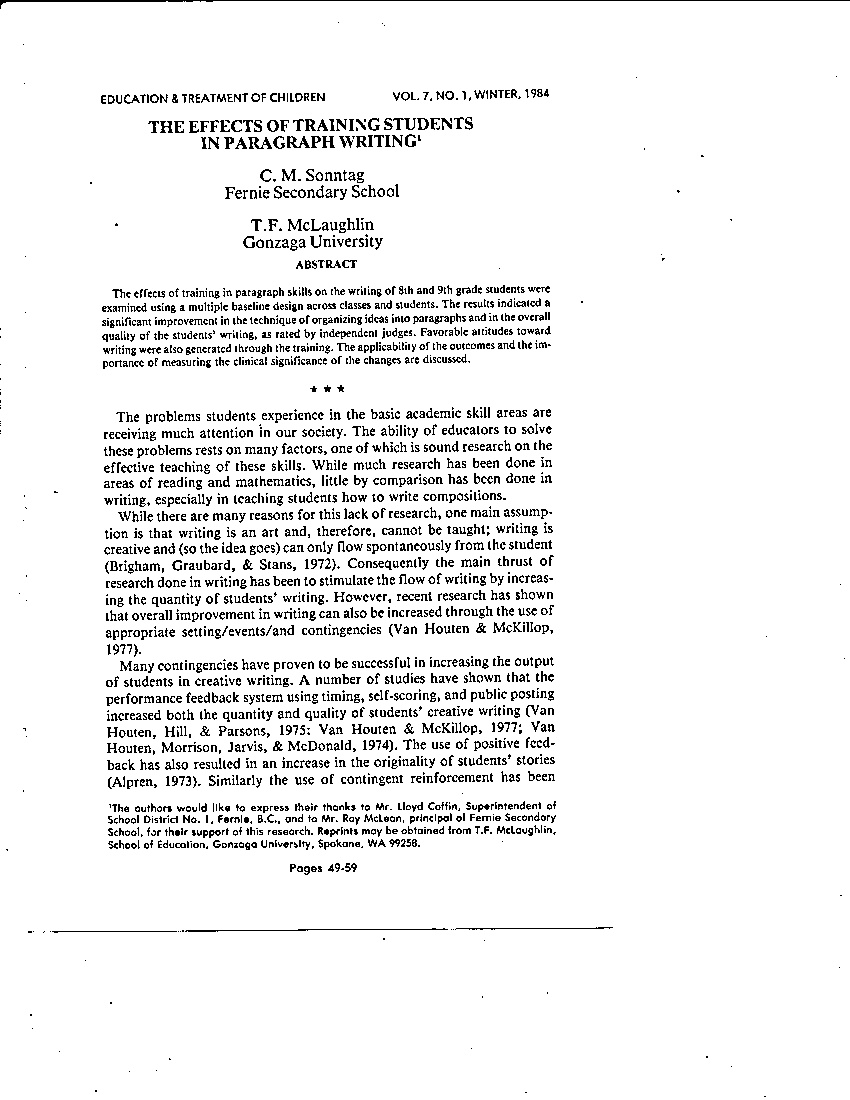 EDUCATION & TREATMENT OF CHILDREN VOL. 7, NO. 1, WINTER, 1984
THE EFFECTS OF TRAINING STUDENTS
IN PARAGRAPH WRITING¹
C. M. Sonntag
Fernie Secondary School
T.F. McLaughlin
Gonzaga University
ABSTRACT
The effects of training in paragraph skills on the writing of 8th and 9th grade students were
examined using a multiple baseline design across classes and students. The results indicated a
significant improvement in the technique of organizing ideas into paragraphs and in the overall
quality of the students' writing, as rated by independent judges. Favorable attitudes toward
writing were also generated through the training. The applicability of the outcomes and the im-
portance of measuring the clinical significance of the changes are discussed.
★ ★ ★
The problems students experience in the basic academic skill areas are
receiving much attention in our society. The ability of educators to solve
these problems rests on many factors, one of which is sound research on the
effective teaching of these skills. While much research has been done in
areas of reading and mathematics, little by comparison has been done in
writing, especially in teaching students how to write compositions.
While there are many reasons for this lack of research, one main assump-
tion is that writing is an art and, therefore, cannot be taught; writing is
creative and (so the idea goes) can only flow spontaneously from the student
(Brigham, Graubard, & Stans, 1972). Consequently the main thrust of
research done in writing has been to stimulate the flow of writing by increas-
ing the quantity of students' writing. However, recent research has shown
that overall improvement in writing can also be increased through the use of
appropriate setting/events/and contingencies (Van Houten & McKillop,
1977).
Many contingencies have proven to be successful in increasing the output
of students in creative writing. A number of studies have shown that the
performance feedback system using timing, self-scoring, and public posting
increased both the quantity and quality of students' creative writing (Van
Houten, Hill, & Parsons, 1975; Van Houten & McKillop, 1977; Van
Houten, Morrison, Jarvis, & McDonald, 1974). The use of positive feed-
back has also resulted in an increase in the originality of students' stories
(Alpren, 1973). Similarly the use of contingent reinforcement has been
¹The authors would like to express their thanks to Mr. Lloyd Coffin, Superintendent of
School District No. 1, Fernie, B.C., and to Mr. Ray McLean, principal of Fernie Secondary
School, for their support of this research. Reprints may be obtained from T.F. McLaughlin,
School of Education, Gonzaga University, Spokane, WA 99258.
Pages 49-59